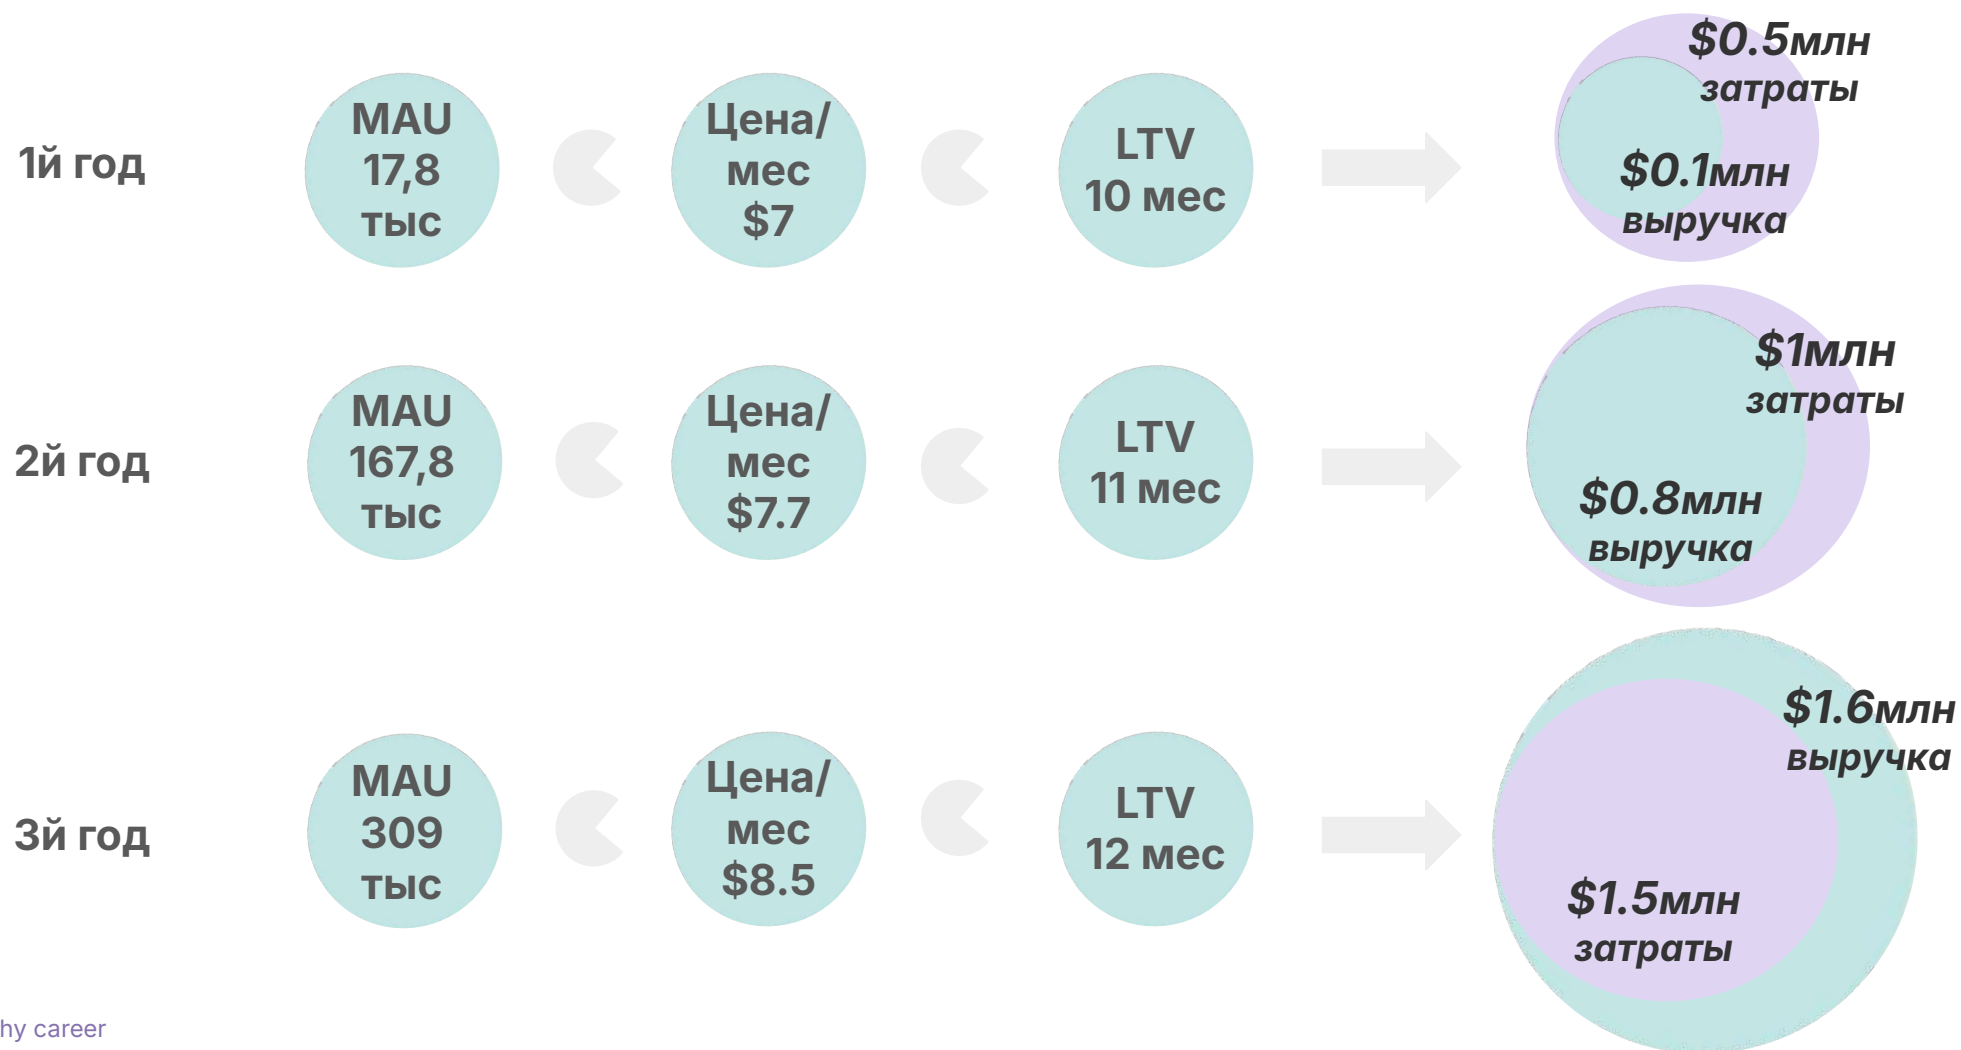 1й год
MAU
17,8
тыс
Цена/
мес
$7
LTV
10 мес
$0.5млн
затраты
$0.1млн
выручка
2й год
MAU
167,8
тыс
Цена/
мес
$7.7
LTV
11 мес
$1млн
затраты
$0.8млн
выручка
3й год
MAU
309
тыс
Цена/
мес
$8.5
LTV
12 мес
$1.6млн
выручка
$1.5млн
затраты
hy career